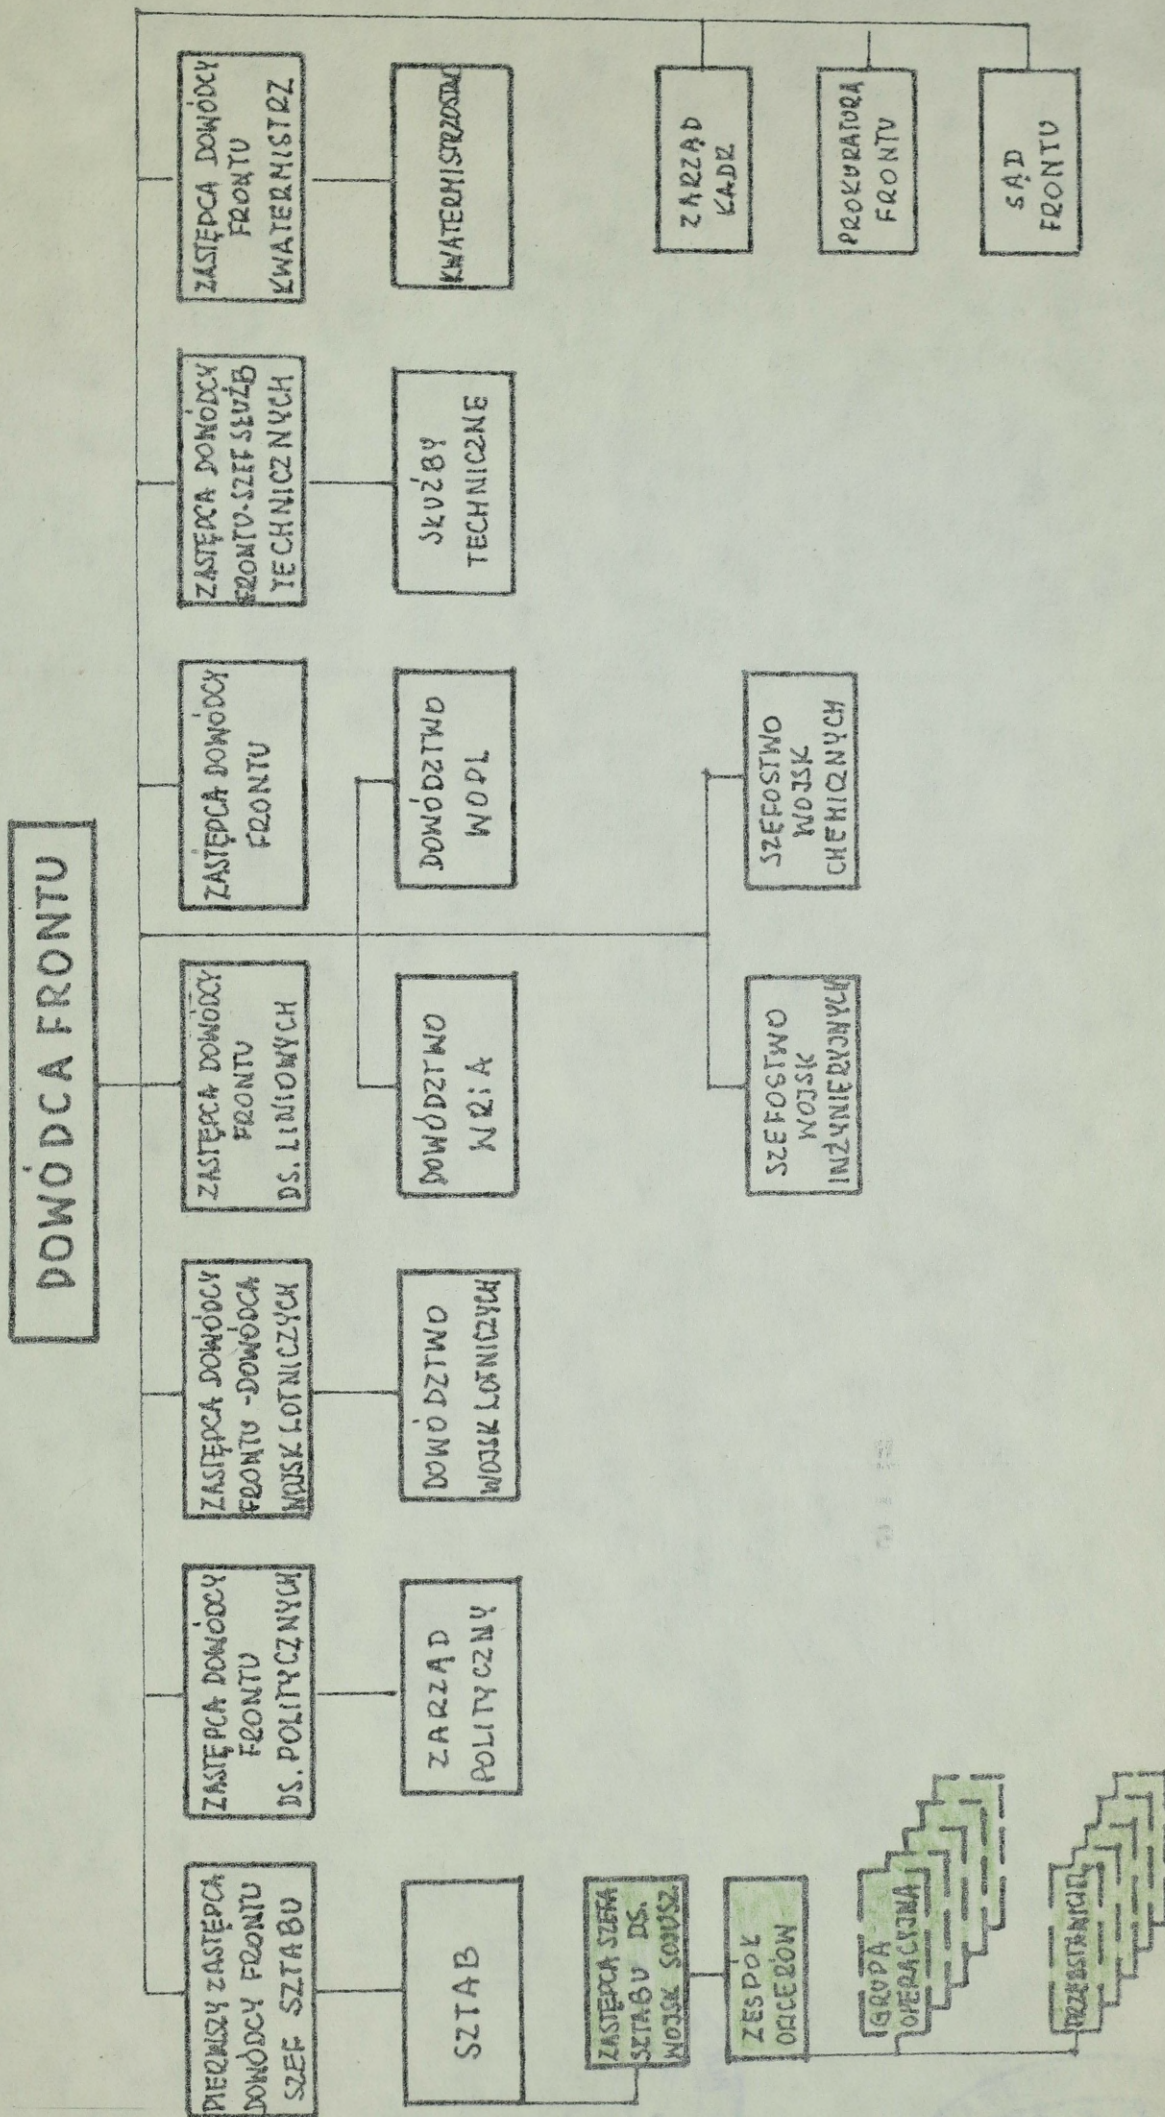 DOWÓDCA FRONTU
PIERWSZY ZASTĘPCA
DOWÓDCY FRONTU
SZEF SZTABU
ZASTĘPCA DOWÓDCY
FRONTU
DS. POLITYCZNYCH
ZASTĘPCA DOWÓDCY
FRONTU - DOWÓDCA
WOJSK LOTNICZYCH
ZASTĘPCA DOWÓDCY
FRONTU
DS. LINIOWYCH
ZASTĘPCA DOWÓDCY
FRONTU
ZASTĘPCA DOWÓDCY
FRONTU-SZEF SŁUŻB
TECHNICZNYCH
ZASTĘPCA DOWÓDCY
FRONTU
KWATERMISTRZ
SZTAB
ZARZĄD
POLITYCZNY
DOWÓDZTWO
WOJSK LOTNICZYCH
DOWÓDZTWO
WRiA
DOWÓDZTWO
WOPL
SŁUŻBY
TECHNICZNE
KWATERMISTRZOSTW
ZASTĘPCA SZEFA
SZTABU DS.
WOJSK SOJUSZ.
ZESPÓŁ
OFICERÓW
GRUPA
OPERACYJNA
PRZEDSTAWICIEL
SZEFOSTWO
WOJSK
INŻYNIERYJNYCH
SZEFOSTWO
WOJSK
CHEMICZNYCH
ZARZĄD
KADR
PROKURATURA
FRONTU
SĄD
FRONTU